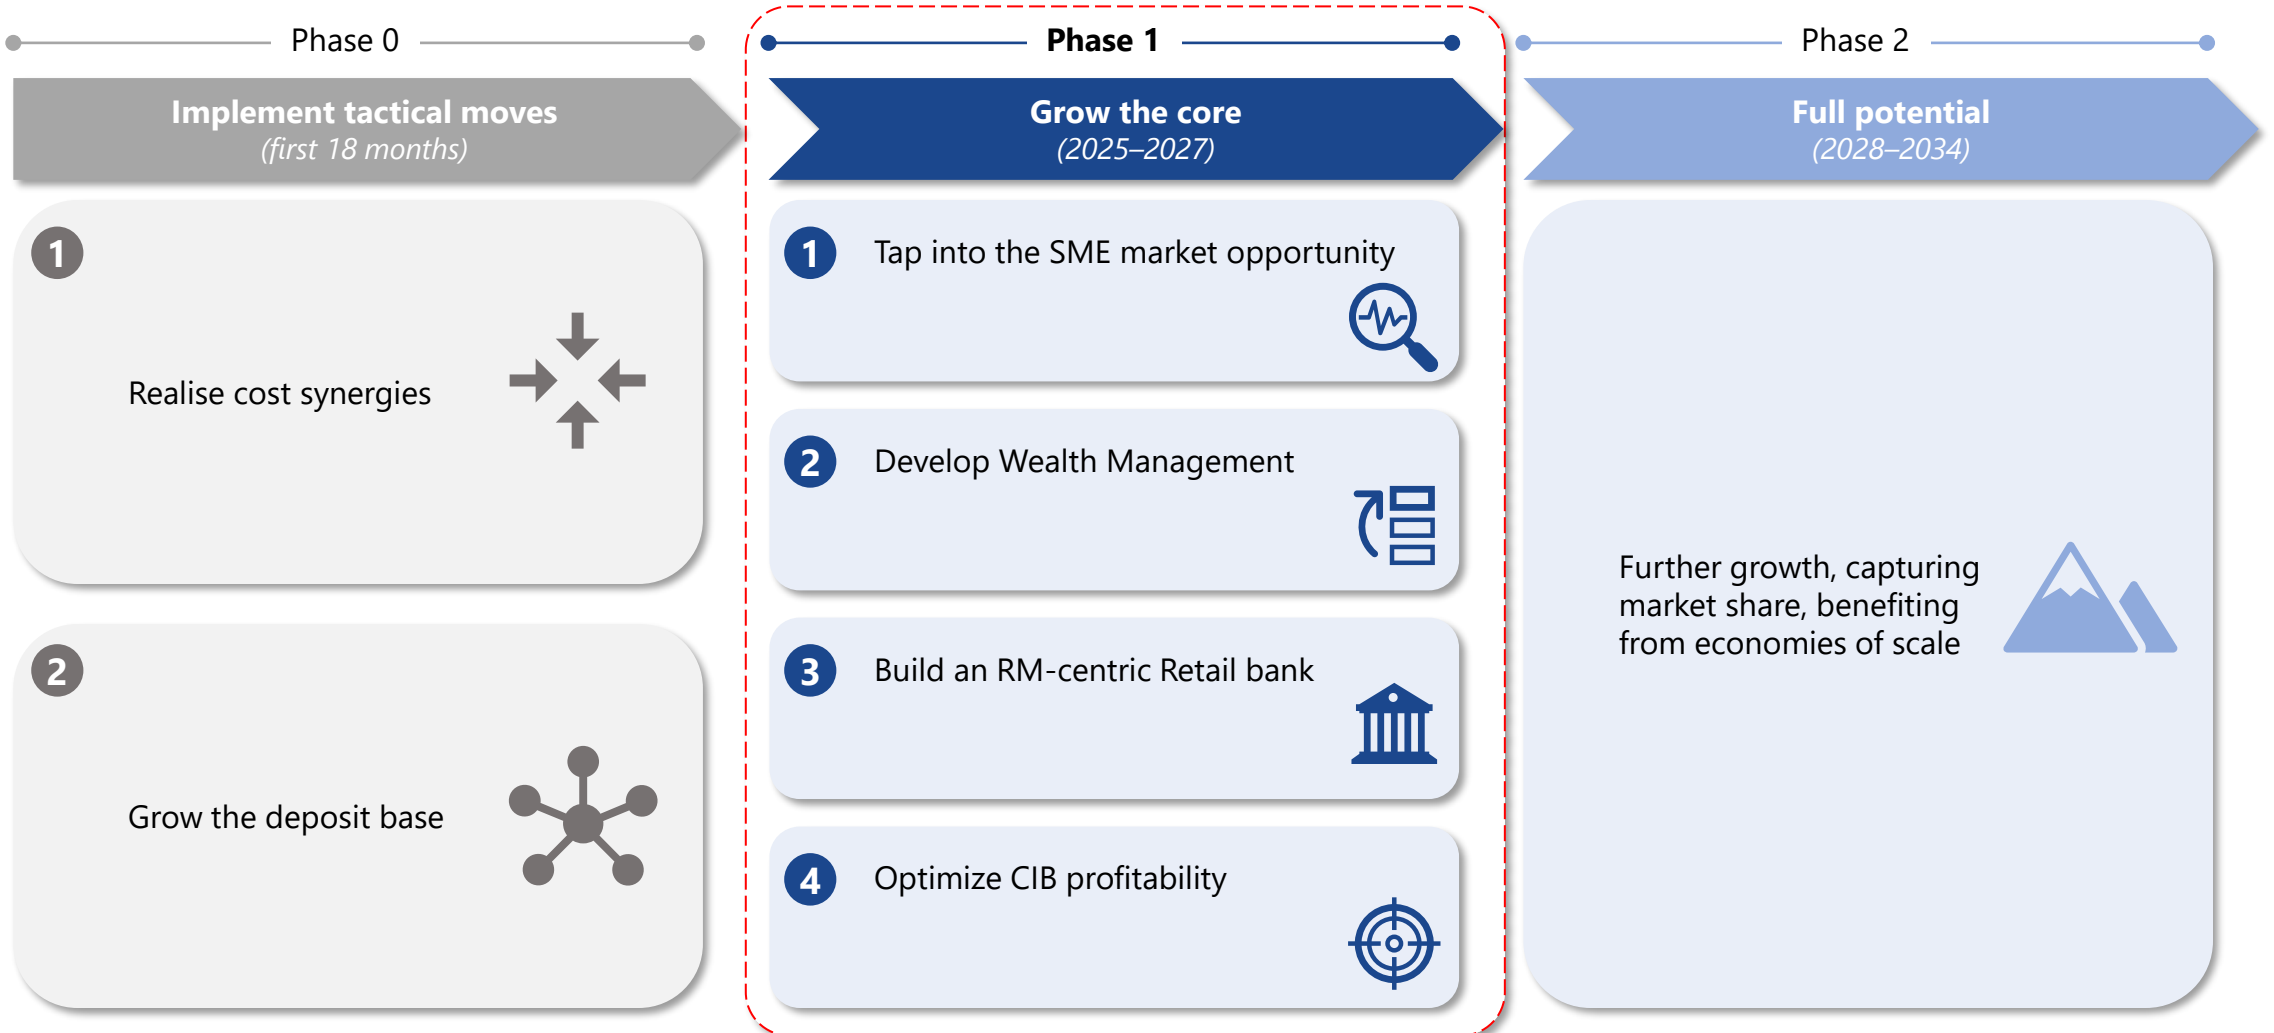 Phase 0
Implement tactical moves
(first 18 months)
1
Realise cost synergies
2
Grow the deposit base
Phase 1
Grow the core
(2025–2027)
1
Tap into the SME market opportunity
2
Develop Wealth Management
3
Build an RM-centric Retail bank
4
Optimize CIB profitability
Phase 2
Full potential
(2028–2034)
Further growth, capturing
market share, benefiting
from economies of scale